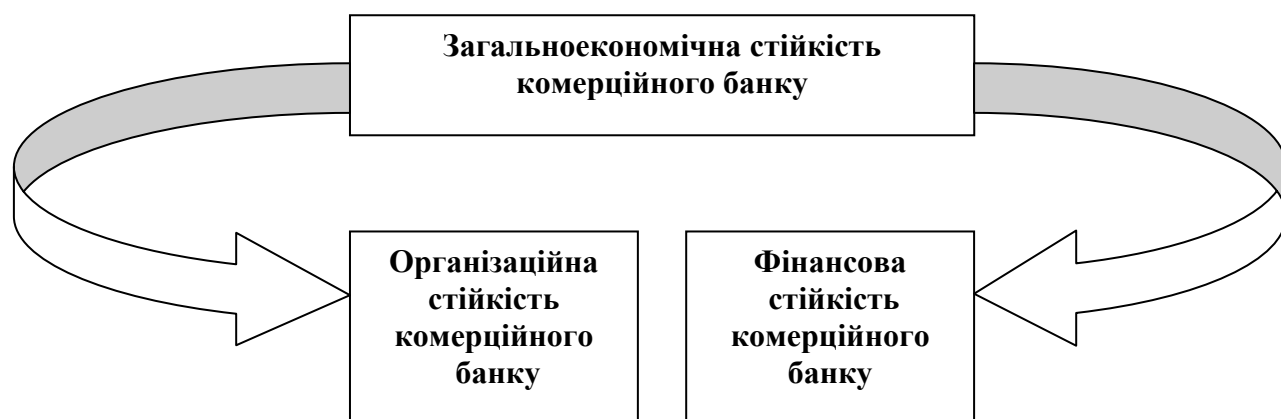 Загальноекономічна стійкість
комерційного банку
Організаційна
стійкість
комерційного
банку
Фінансова
стійкість
комерційного
банку